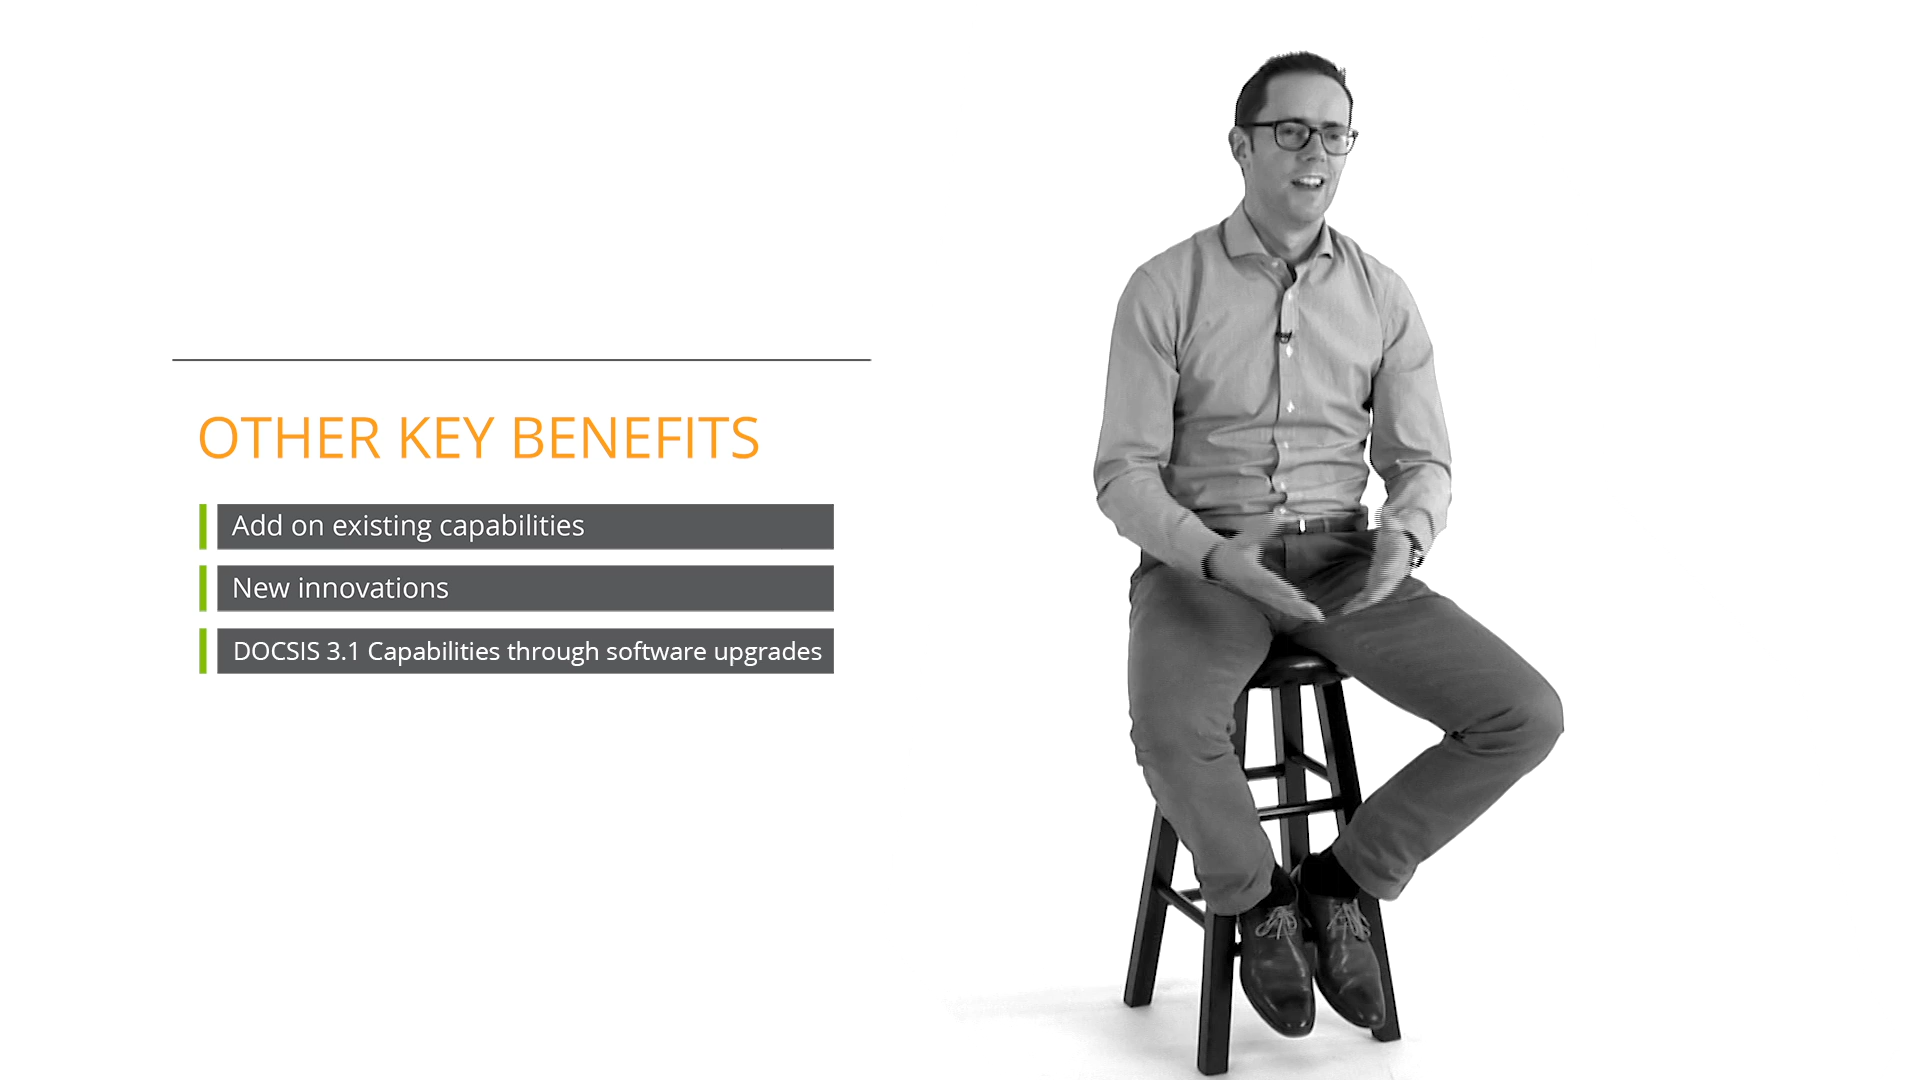 OTHER KEY BENEFITS
Add on existing capabilities
New innovations
DOCSIS 3.1 Capabilities through software upgrades